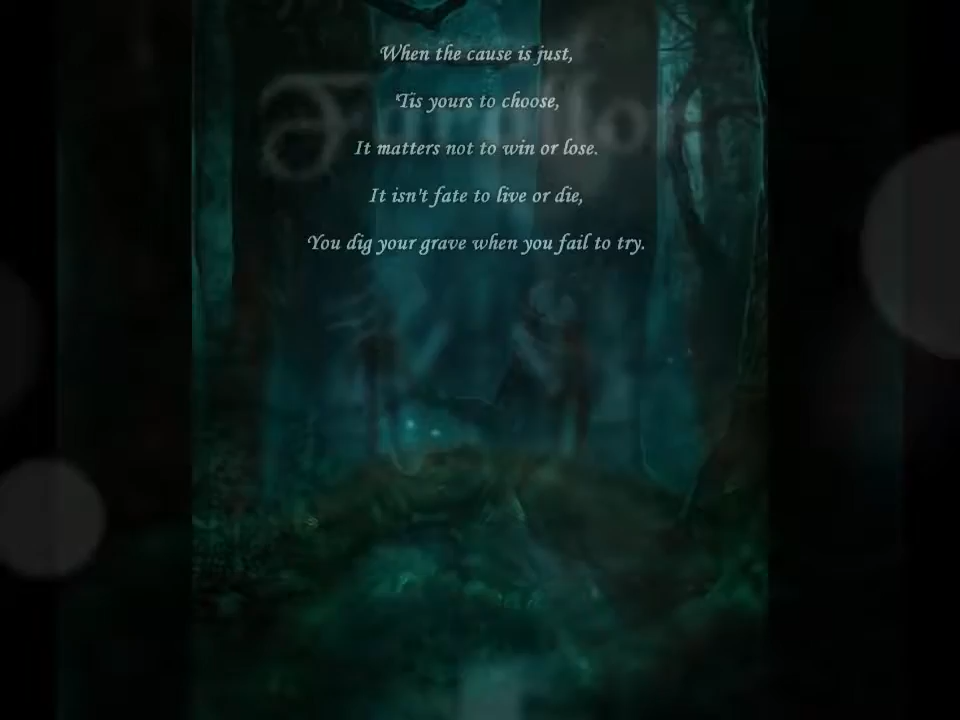 When the cause is just,
'Tis yours to choose,
It matters not to win or lose.
It isn't fate to live or die,
You dig your grave when you fail to try.